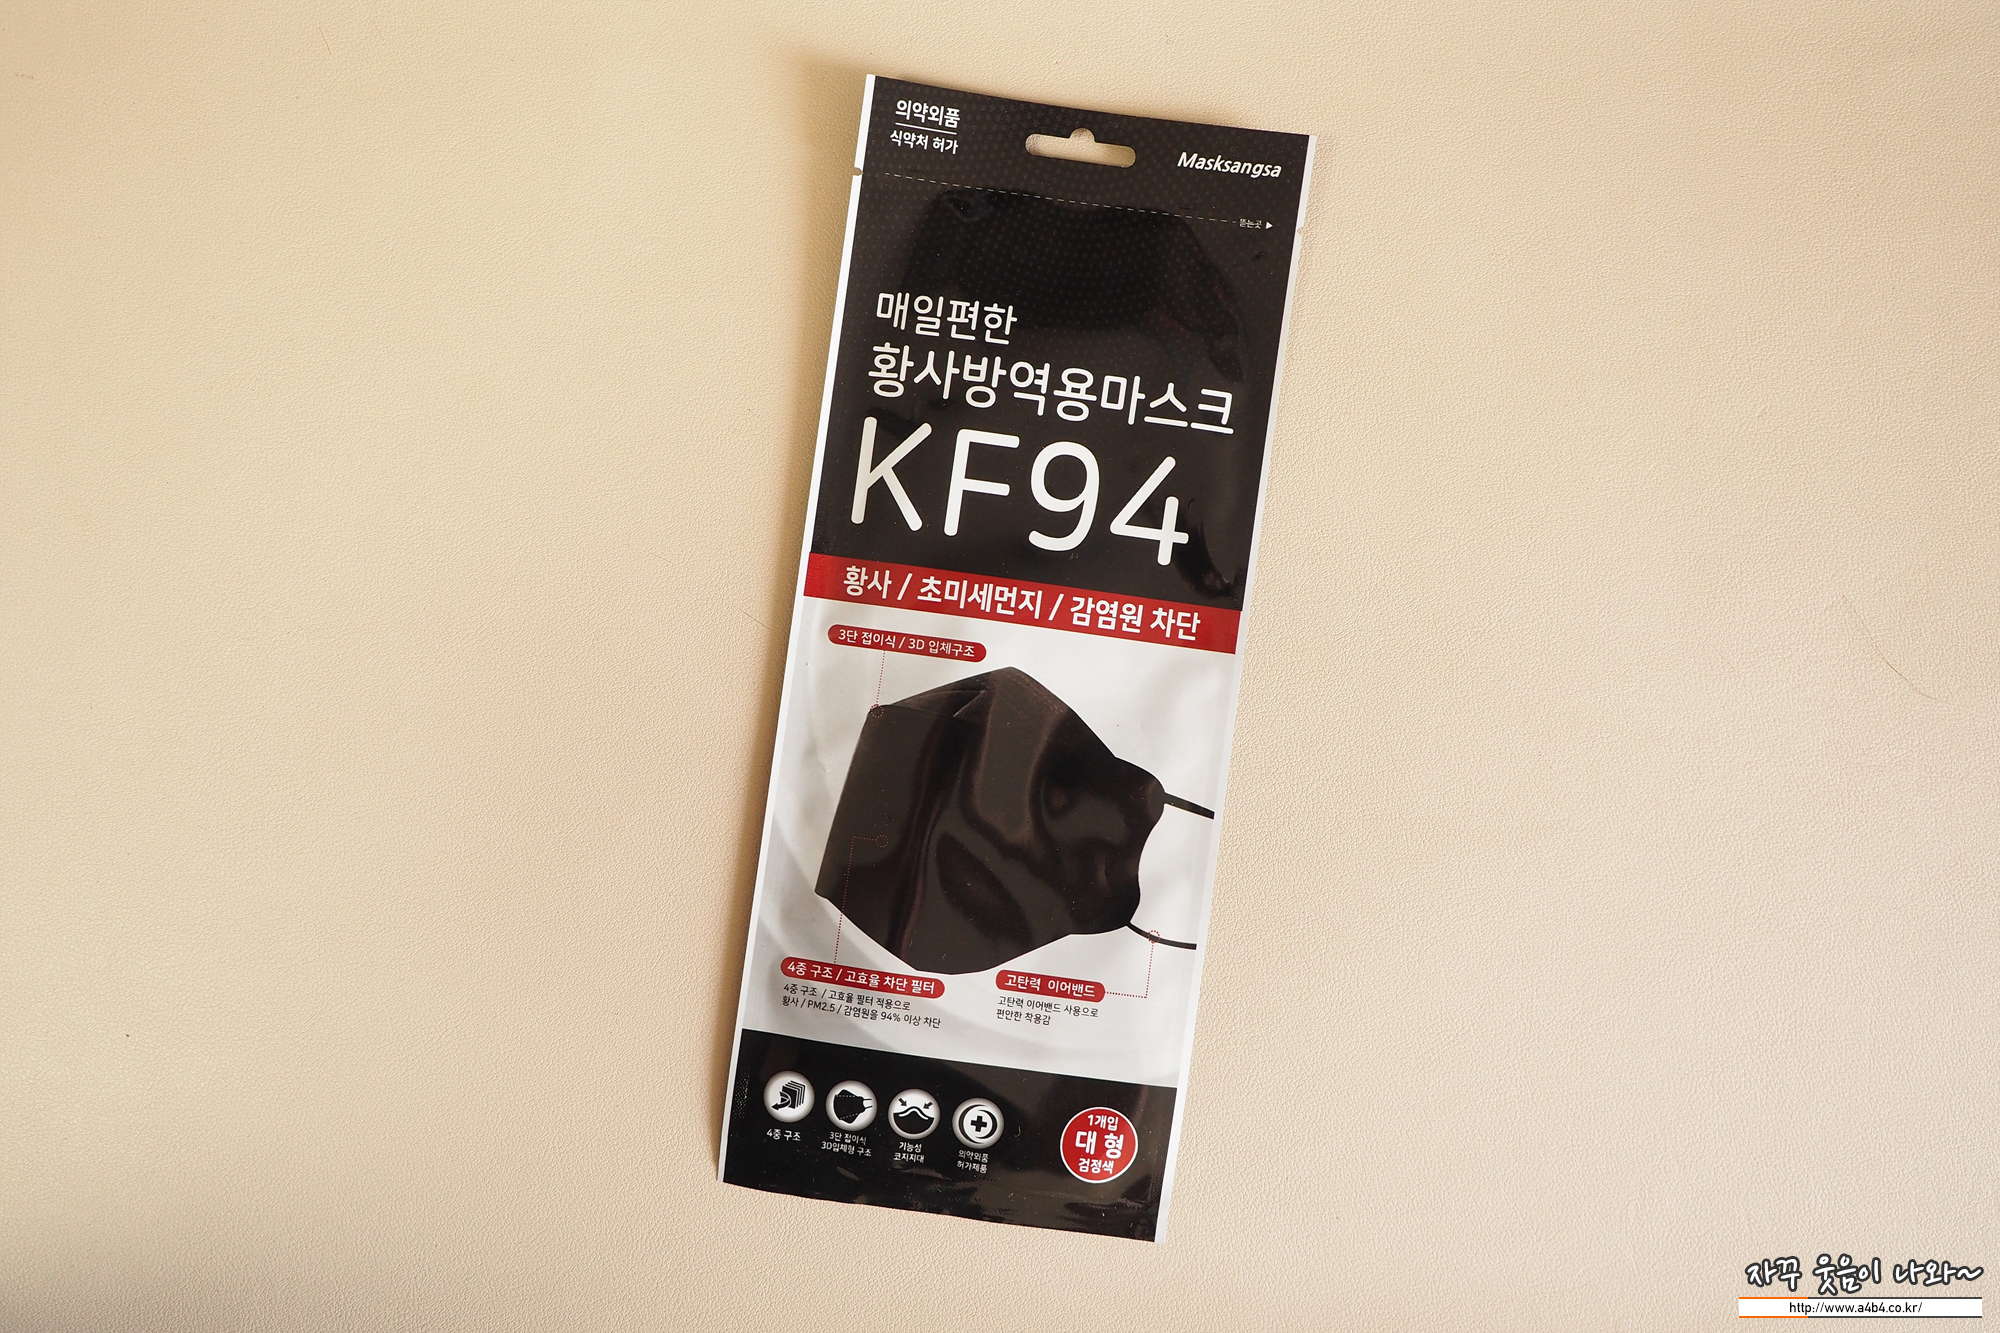 의약외품
식약처 허가
Masksangsa
뜯는곳 ▶
매일편한
황사방역용마스크
KF94
황사 / 초미세먼지 / 감염원 차단
3단 접이식 / 3D 입체구조
4중 구조 / 고효율 차단 필터
4중 구조 / 고효율 필터 적용으로
황사 / PM2.5 / 감염원을 94% 이상 차단
고탄력 이어밴드
고탄력 이어밴드 사용으로
편안한 착용감
4중 구조
3단 접이식
3D입체형 구조
기능성
코지지대
의약외품
허가제품
1개입
대형
검정색
자꾸 웃음이 나와~
http://www.a4b4.co.kr/